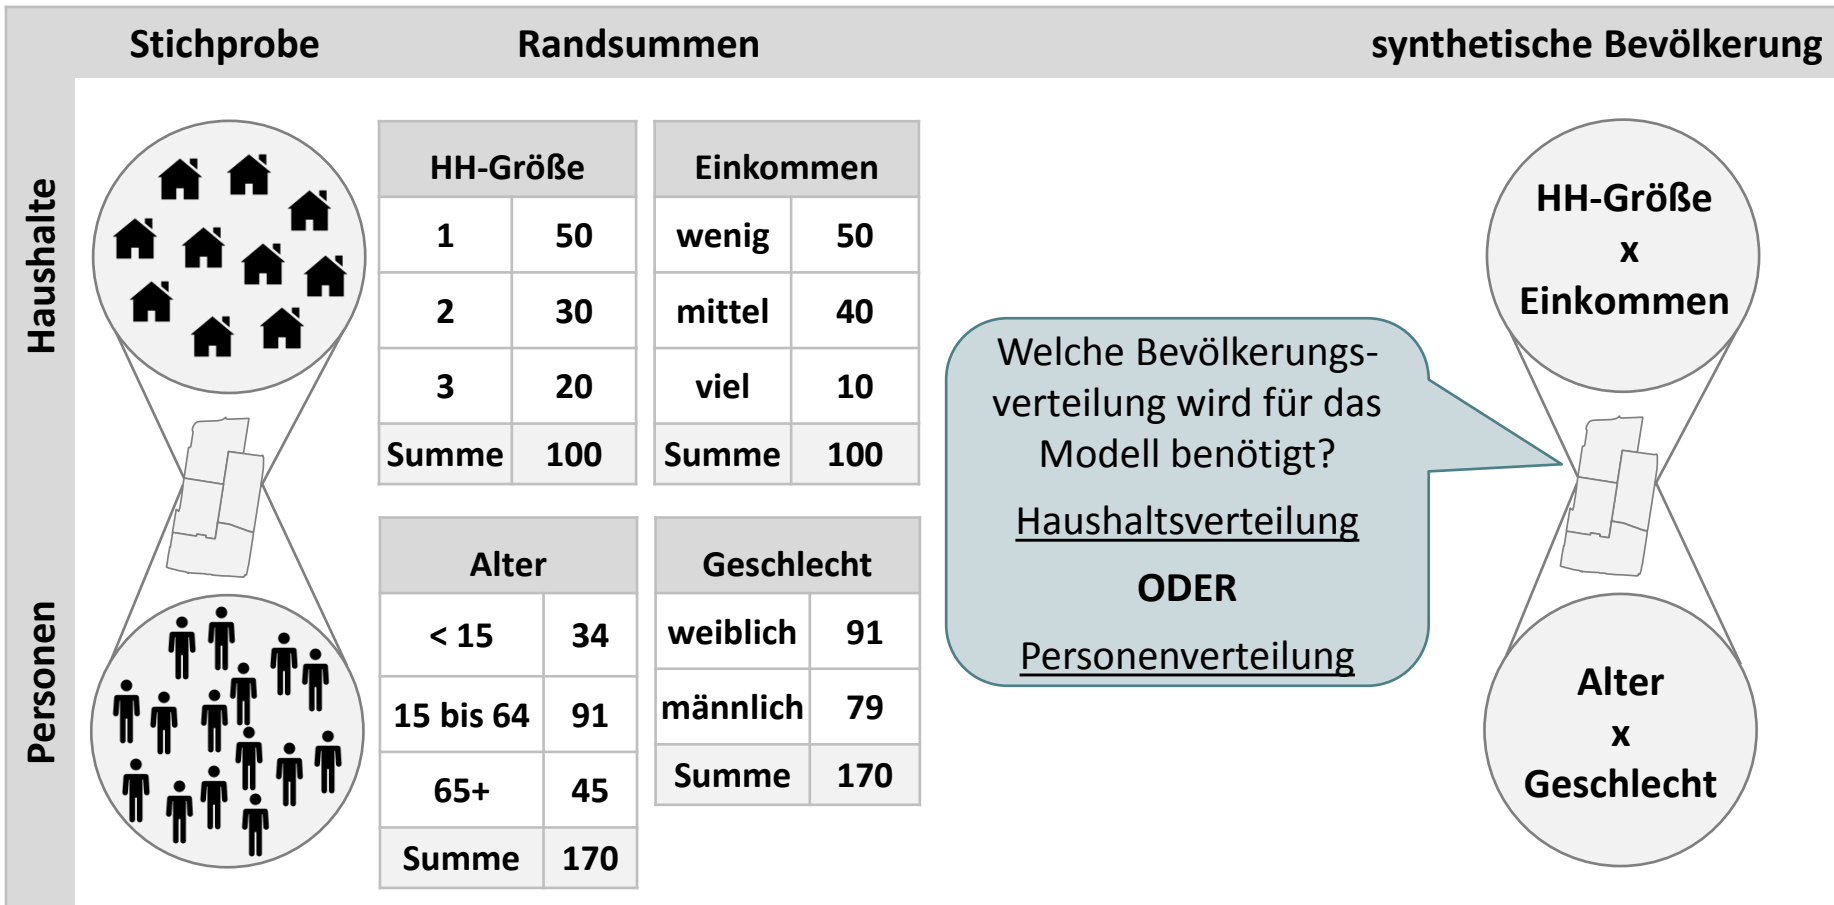 Stichprobe Randsummen synthetische Bevölkerung
Haushalte
HH-Größe
1 50
2 30
3 20
Summe 100
Einkommen
wenig 50
mittel 40
viel 10
Summe 100
Personen
Alter
< 15 34
15 bis 64 91
65+ 45
Summe 170
Geschlecht
weiblich 91
männlich 79
Summe 170
Welche Bevölkerungs-
verteilung wird für das
Modell benötigt?
Haushaltsverteilung
ODER
Personenverteilung
HH-Größe
x
Einkommen
Alter
x
Geschlecht